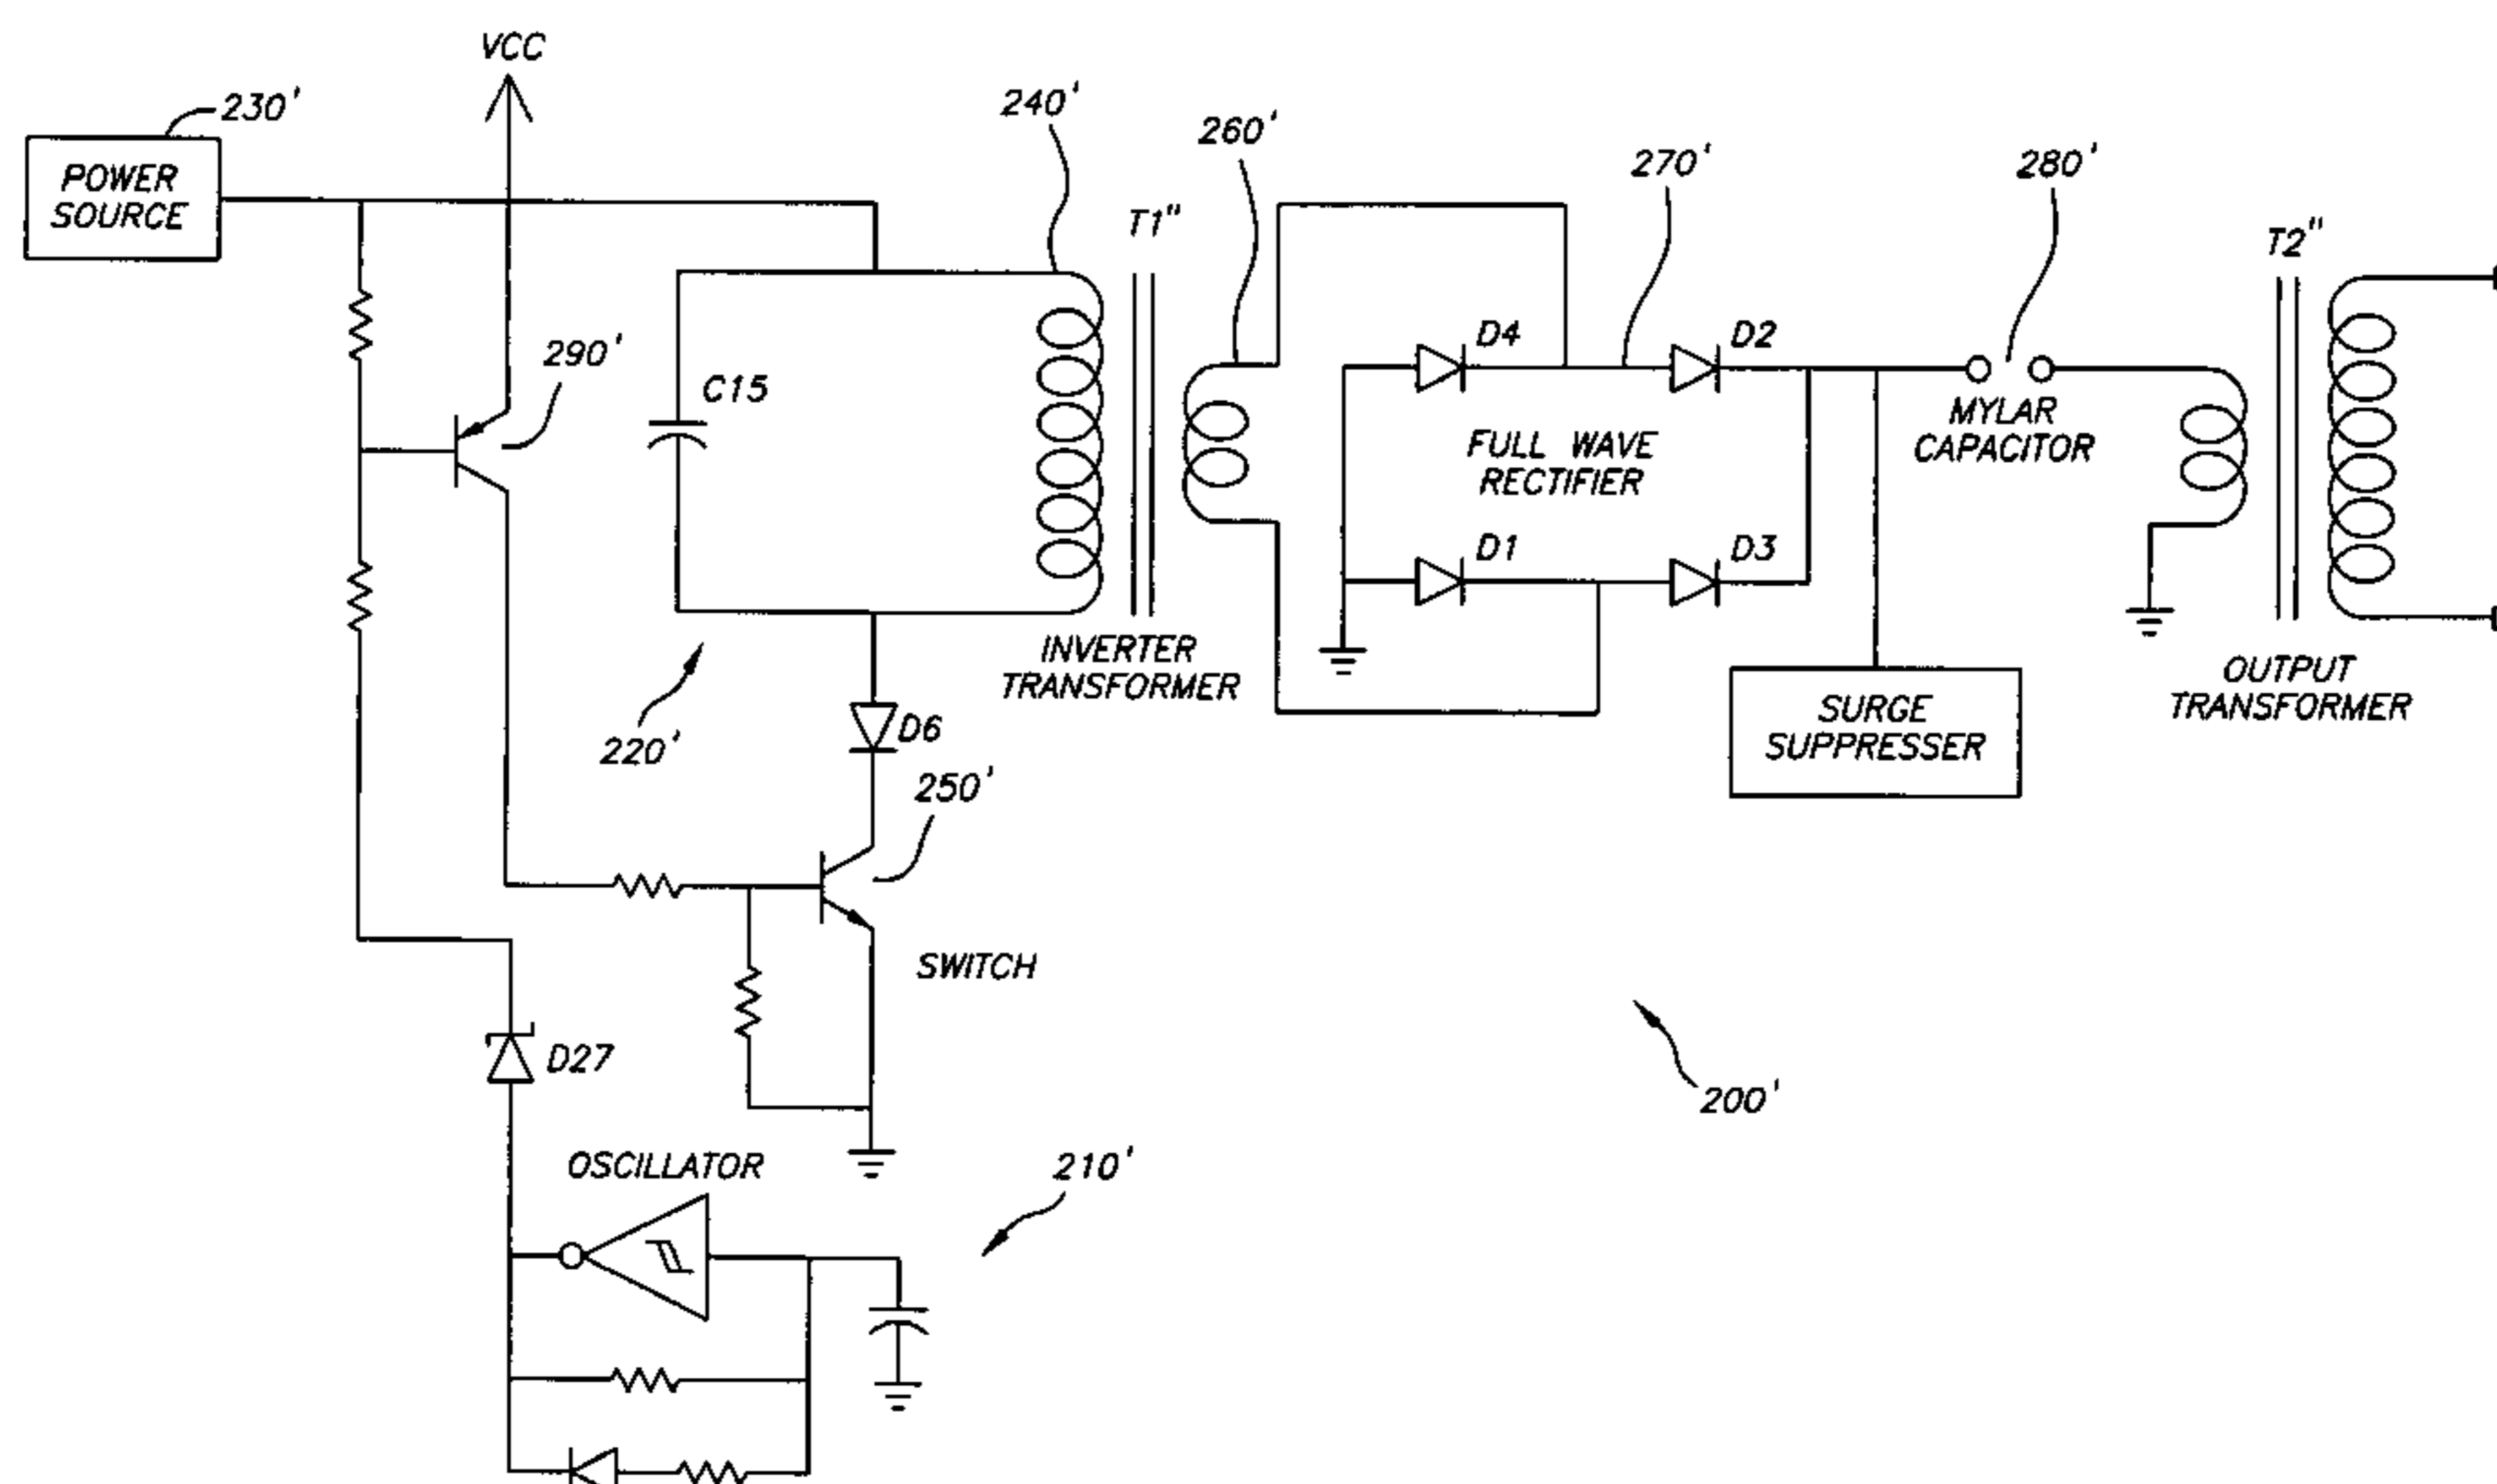 VCC
230'
POWER
SOURCE
240'
260'
270'
280'
T1"
T2"
290'
C15
D4
D2
MYLAR
CAPACITOR
FULL WAVE
RECTIFIER
D1
D3
INVERTER
TRANSFORMER
220'
D6
250'
SURGE
SUPPRESSER
OUTPUT
TRANSFORMER
SWITCH
D27
200'
OSCILLATOR
210'